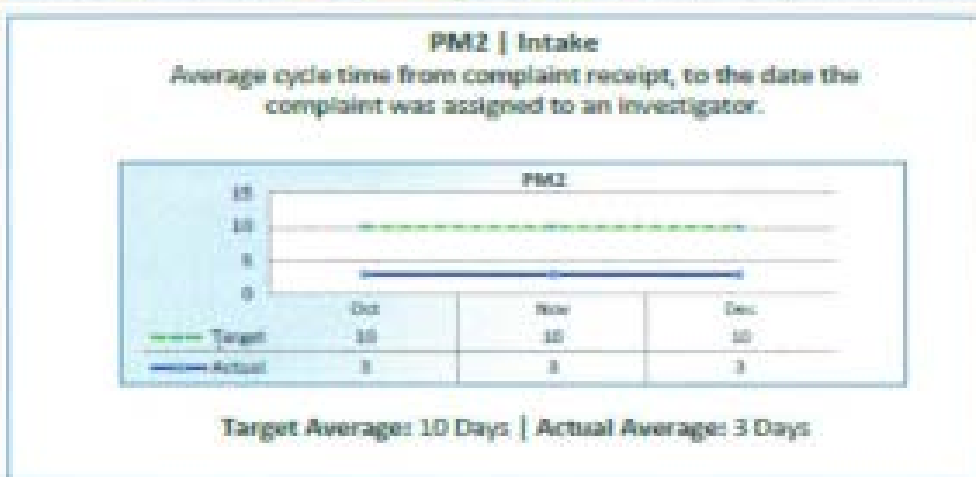 PM2 | Intake
Average cycle time from complaint receipt, to the date the
complaint was assigned to an investigator.
PM2
15
10
5
0
Oct Nov Dec
Target 10 10 10
Actual 3 3 3
Target Average: 10 Days | Actual Average: 3 Days